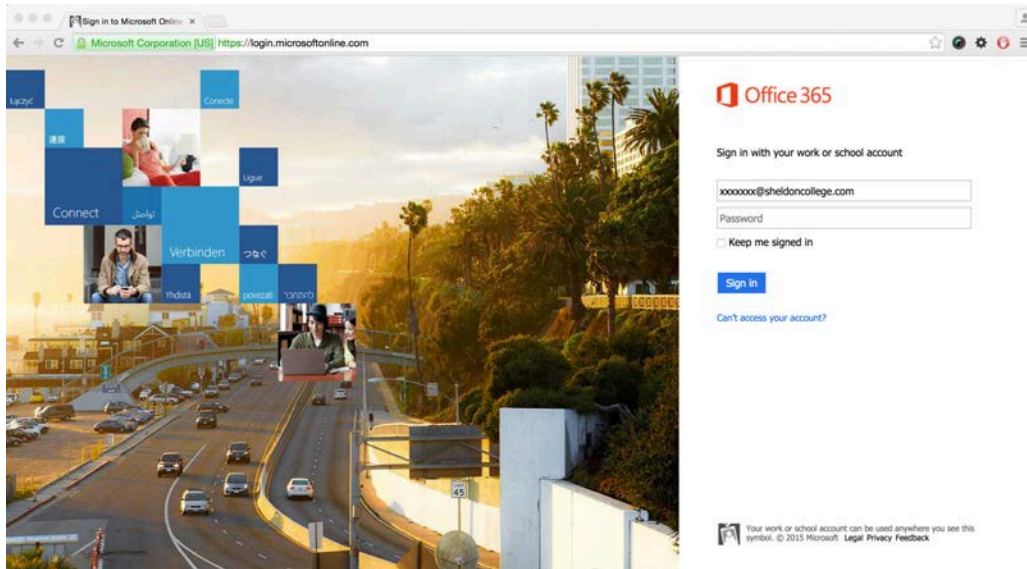 Sign in to Microsoft Online
Microsoft Corporation [US] https://login.microsoftonline.com
Łączyć
Conecte
連接
Ligue
Connect
تواصل
Verbinden
つなぐ
Yhdistä
povezati
להתחבר
45
Office 365
Sign in with your work or school account
xxxxxxx@sheldoncollege.com
Password
Keep me signed in
Sign in
Can't access your account?
Your work or school account can be used anywhere you see this
symbol. © 2015 Microsoft Legal Privacy Feedback